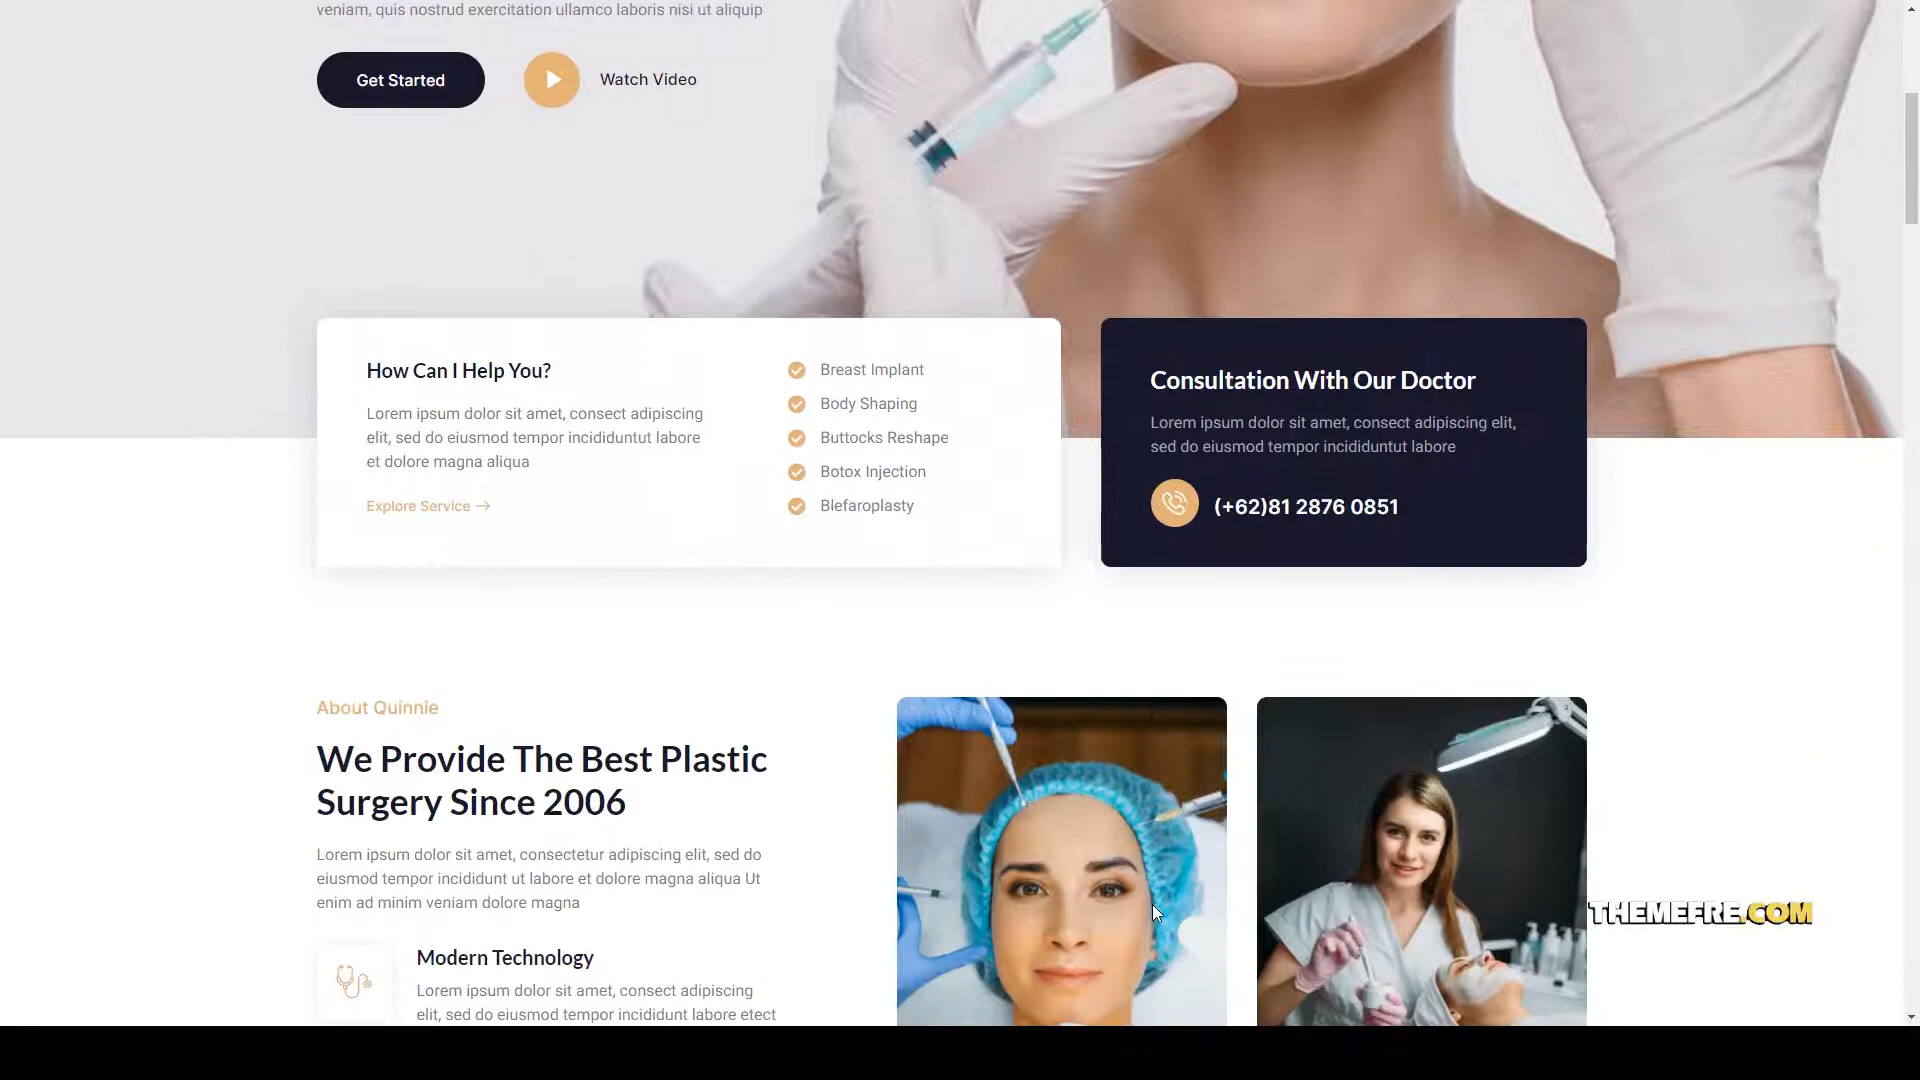 veniam, quis nostrud exercitation ullamco laboris nisi ut aliquip
Get Started
Watch Video
How Can I Help You?
Lorem ipsum dolor sit amet, consect adipiscing
elit, sed do eiusmod tempor incididuntut labore
et dolore magna aliqua
Explore Service
Breast Implant
Body Shaping
Buttocks Reshape
Botox Injection
Blefaroplasty
Consultation With Our Doctor
Lorem ipsum dolor sit amet, consect adipiscing elit,
sed do eiusmod tempor incididuntut labore
(+62)81 2876 0851
About Quinnie
We Provide The Best Plastic
Surgery Since 2006
Lorem ipsum dolor sit amet, consectetur adipiscing elit, sed do
eiusmod tempor incididunt ut labore et dolore magna aliqua Ut
enim ad minim veniam dolore magna
Modern Technology
Lorem ipsum dolor sit amet, consect adipiscing
elit, sed do eiusmod tempor incididunt labore etect
THEMEFRE.COM